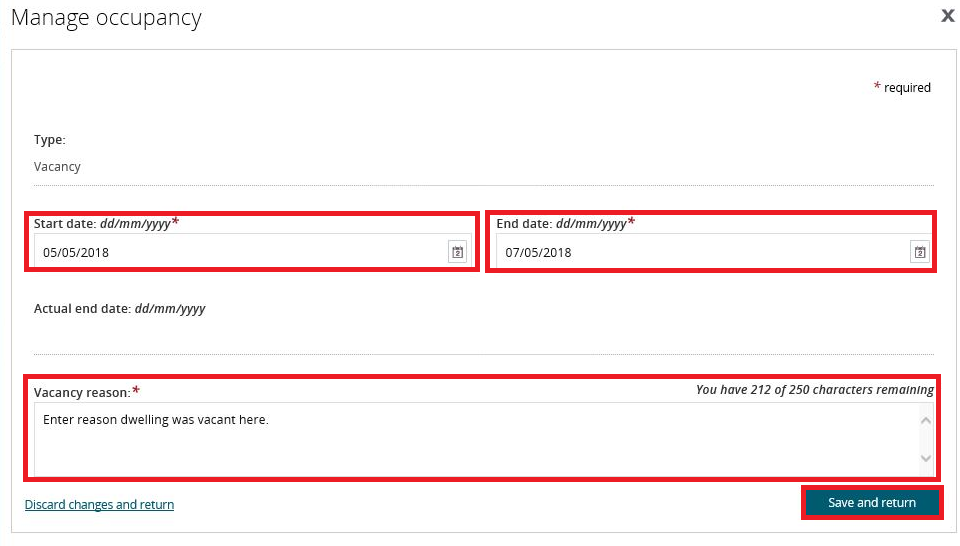 Manage occupancy
X
* required
Type:
Vacancy
Start date: dd/mm/yyyy* End date: dd/mm/yyyy*
05/05/2018 07/05/2018
Actual end date: dd/mm/yyyy
Vacancy reason:* You have 212 of 250 characters remaining
Enter reason dwelling was vacant here.
Discard changes and return Save and return